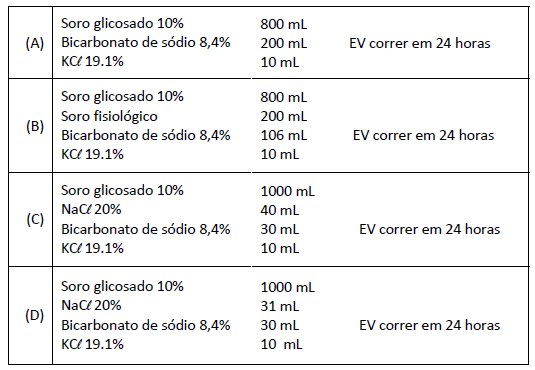 (A) Soro glicosado 10% 800 mL
Bicarbonato de sódio 8,4% 200 mL EV correr em 24 horas
KCℓ 19.1% 10 mL
(B) Soro glicosado 10% 800 mL
Soro fisiológico 200 mL
Bicarbonato de sódio 8,4% 106 mL EV correr em 24 horas
KCℓ 19.1% 10 mL
(C) Soro glicosado 10% 1000 mL
NaCℓ 20% 40 mL
Bicarbonato de sódio 8,4% 30 mL EV correr em 24 horas
KCℓ 19.1% 10 mL
(D) Soro glicosado 10% 1000 mL
NaCℓ 20% 31 mL
Bicarbonato de sódio 8,4% 30 mL EV correr em 24 horas
KCℓ 19.1% 10 mL